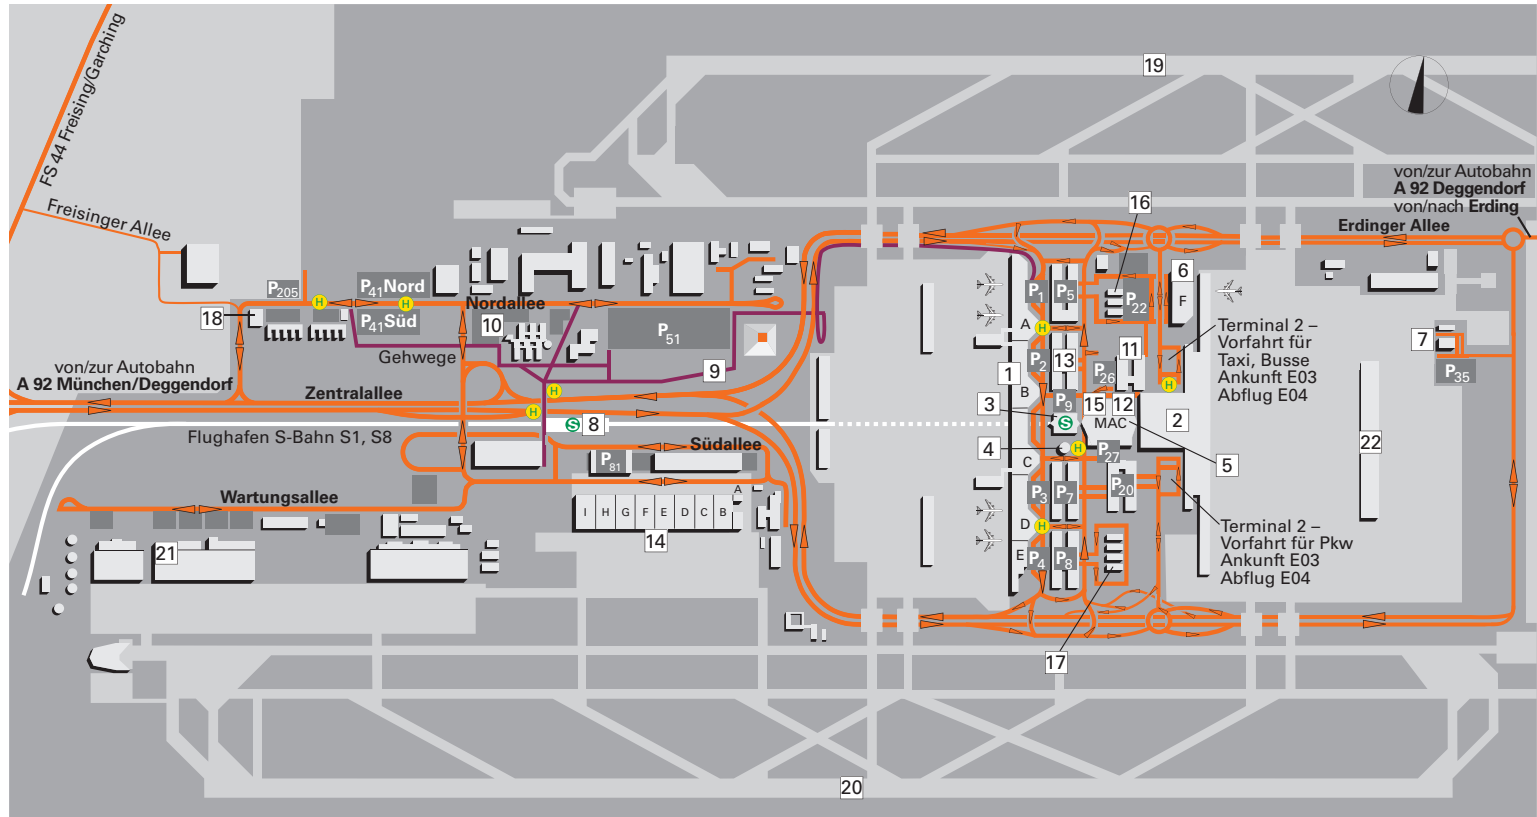 19
FS 44 Freising/Garching
Freisinger Allee
von/zur Autobahn
A 92 Deggendorf
von/nach Erding
Erdinger Allee
16
6
F
P205
P41Nord
H
H
P41Süd
Nordallee
18
10
P51
Gehwege
9
von/zur Autobahn
A 92 München/Deggendorf
Zentralallee
H
H
S
8
Flughafen S-Bahn S1, S8
Südallee
P81
Wartungsallee
A
I H G F E D C B
14
21
P1
P5
P22
A
H
P2
13
11
1
P26
B
P9
3
S
15
12
MAC
2
H
4
H
P27
C
5
P3
P7
P20
D
H
E
P4
P8
17
Terminal 2 –
Vorfahrt für
Taxi, Busse
Ankunft E03
Abflug E04
Terminal 2 –
Vorfahrt für Pkw
Ankunft E03
Abflug E04
7
P35
22
20